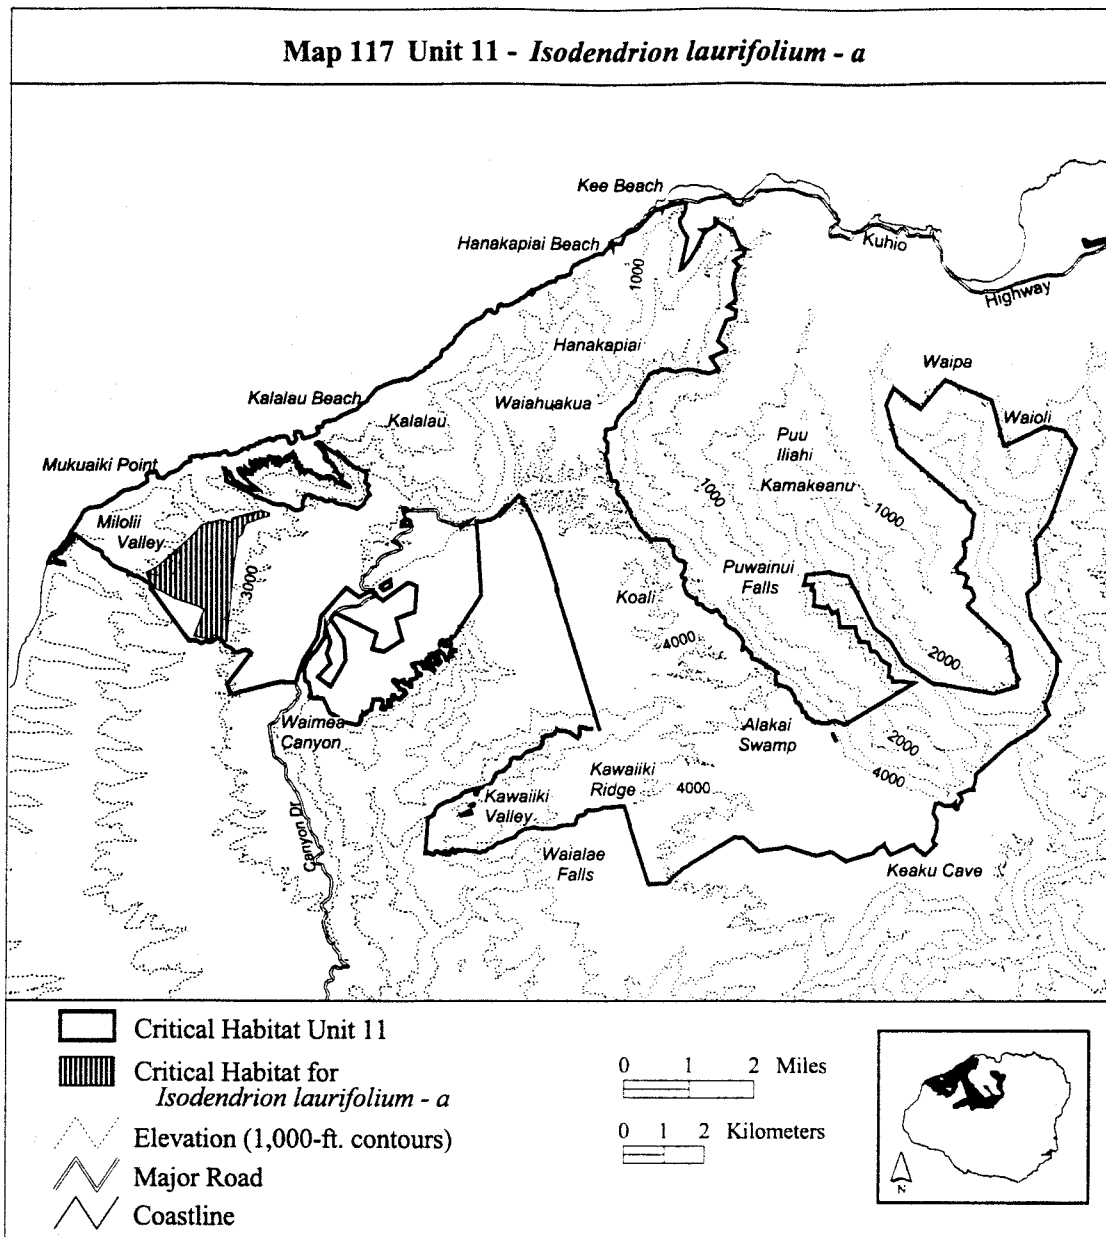 Map 117 Unit 11 - Isodendrion laurifolium - a
Kee Beach
Hanakapiai Beach
Kuhio
Highway
1000
Hanakapiai
Waipa
Kalalau Beach
Kalalau
Waiahuakua
Waioli
Puu
Iliahi
Mukuaiki Point
Kamakeanu
1000
1000
Milolii
Valley
3000
Puwainui
Falls
Koali
4000
2000
Waimea
Canyon
Alakai
Swamp
2000
4000
Kawaiiki
Ridge
4000
Kawaiiki
Valley
Canyon Dr
Waialae
Falls
Keaku Cave
Critical Habitat Unit 11
Critical Habitat for
Isodendrion laurifolium - a
Elevation (1,000-ft. contours)
Major Road
Coastline
0 1 2 Miles
0 1 2 Kilometers
N